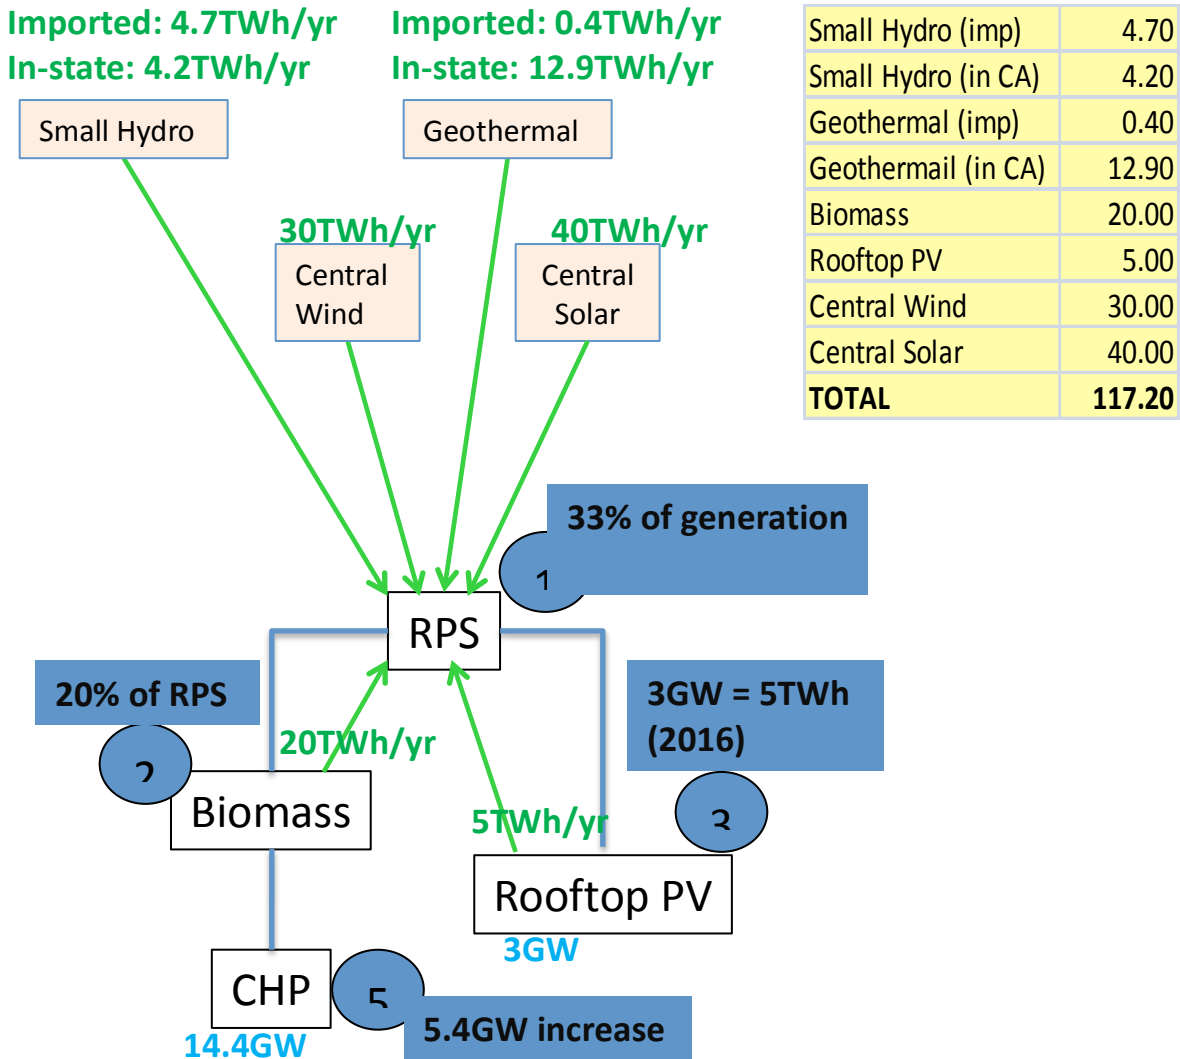 Imported: 4.7TWh/yr
In-state: 4.2TWh/yr
Imported: 0.4TWh/yr
In-state: 12.9TWh/yr
Small Hydro
Geothermal
30TWh/yr
Central
Wind
40TWh/yr
Central
Solar
Small Hydro (imp) 4.70
Small Hydro (in CA) 4.20
Geothermal (imp) 0.40
Geothermail (in CA) 12.90
Biomass 20.00
Rooftop PV 5.00
Central Wind 30.00
Central Solar 40.00
TOTAL 117.20
33% of generation
1
RPS
20% of RPS
2
20TWh/yr
Biomass
3GW = 5TWh
(2016)
3
5TWh/yr
Rooftop PV
3GW
CHP
5
14.4GW
5.4GW increase